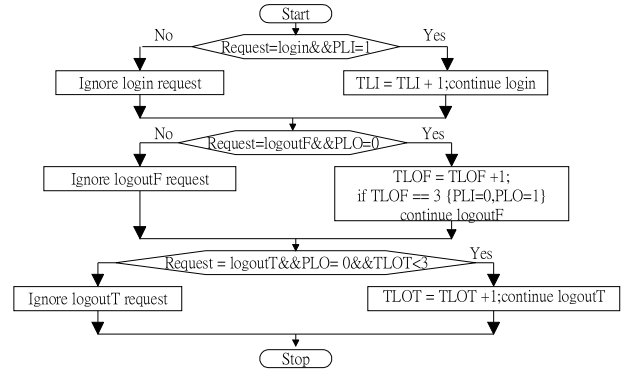 Start
No
Request=login&&PLI=1
Yes
Ignore login request
TLI = TLI + 1;continue login
No
Request=logoutF&&PLO=0
Yes
Ignore logoutF request
TLOF = TLOF +1;
if TLOF == 3 {PLI=0,PLO=1}
continue logoutF
No
Request = logoutT&&PLO= 0&&TLOT<3
Yes
Ignore logoutT request
TLOT = TLOT +1;continue logoutT
Stop